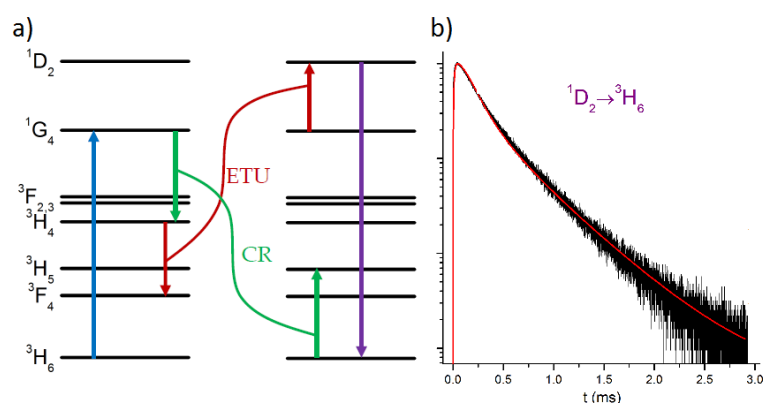 a)
¹D₂
¹G₄
³F₂,₃
³H₄
³H₅
³F₄
³H₆
ETU
CR
b)
¹D₂→³H₆
0.0 0.5 1.0 1.5 2.0 2.5 3.0
t (ms)